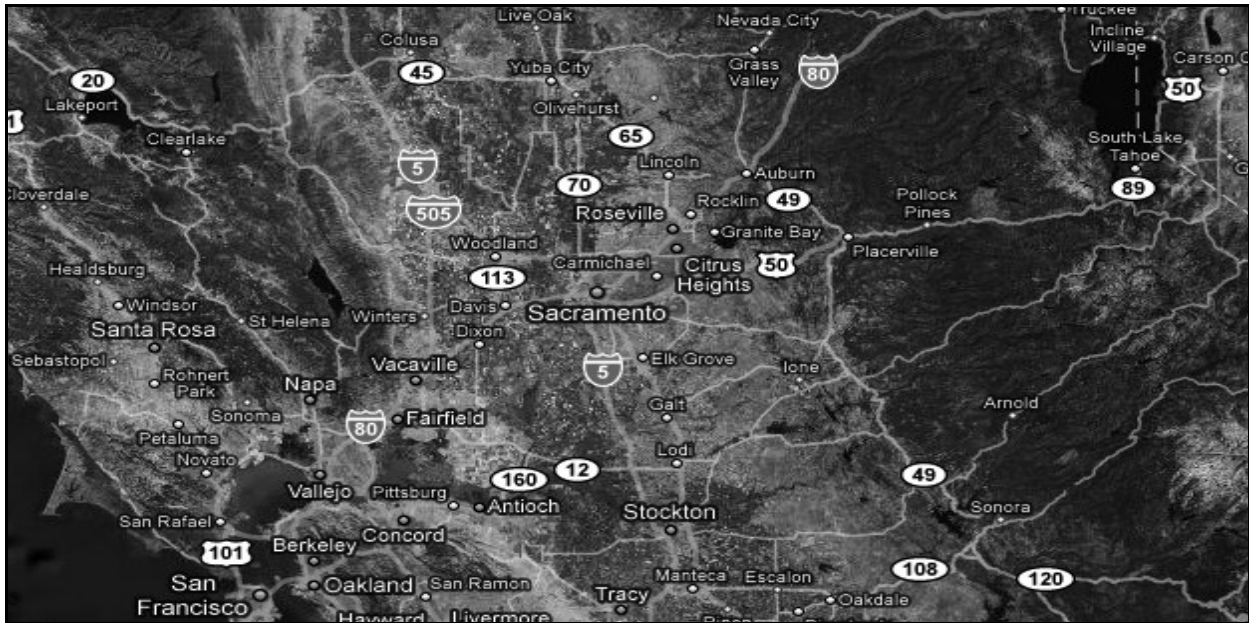 Live Oak
Nevada City
Truckee
Incline
Village
Colusa
Grass
Valley
80
Carson C
20
45
Yuba City
50
Lakeport
Olivehurst
1
Clearlake
65
South Lake
Tahoe
5
Lincoln
Auburn
70
89
Cloverdale
505
Rocklin
49
Pollock
Pines
Roseville
Granite Bay
Woodland
Placerville
Carmichael
Citrus
Heights
50
Healdsburg
113
Windsor
Davis
Sacramento
Santa Rosa
St Helena
Winters
Dixon
Sebastopol
Vacaville
5
Elk Grove
Ione
Rohnert
Park
Napa
Sonoma
Fairfield
Galt
Arnold
80
Petaluma
Novato
Lodi
12
160
49
Vallejo
Pittsburg
Antioch
Stockton
Sonora
San Rafael
Concord
101
Berkeley
108
120
San
Francisco
Oakland
San Ramon
Tracy
Manteca
Escalon
Oakdale
Hayward
Livermore